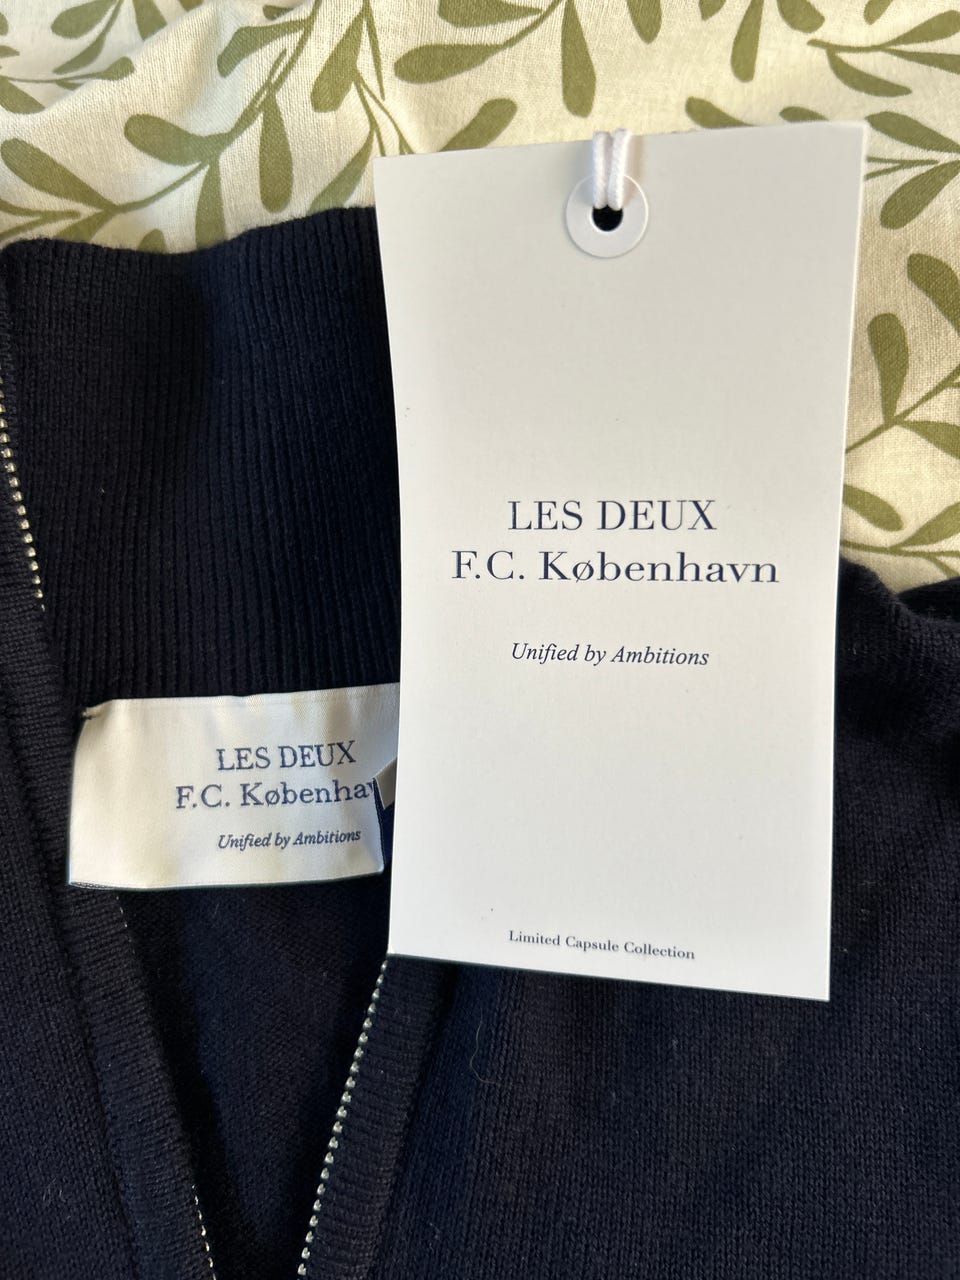 LES DEUX
F.C. København
Unified by Ambitions
Limited Capsule Collection
LES DEUX
F.C. Københav
Unified by Ambitions